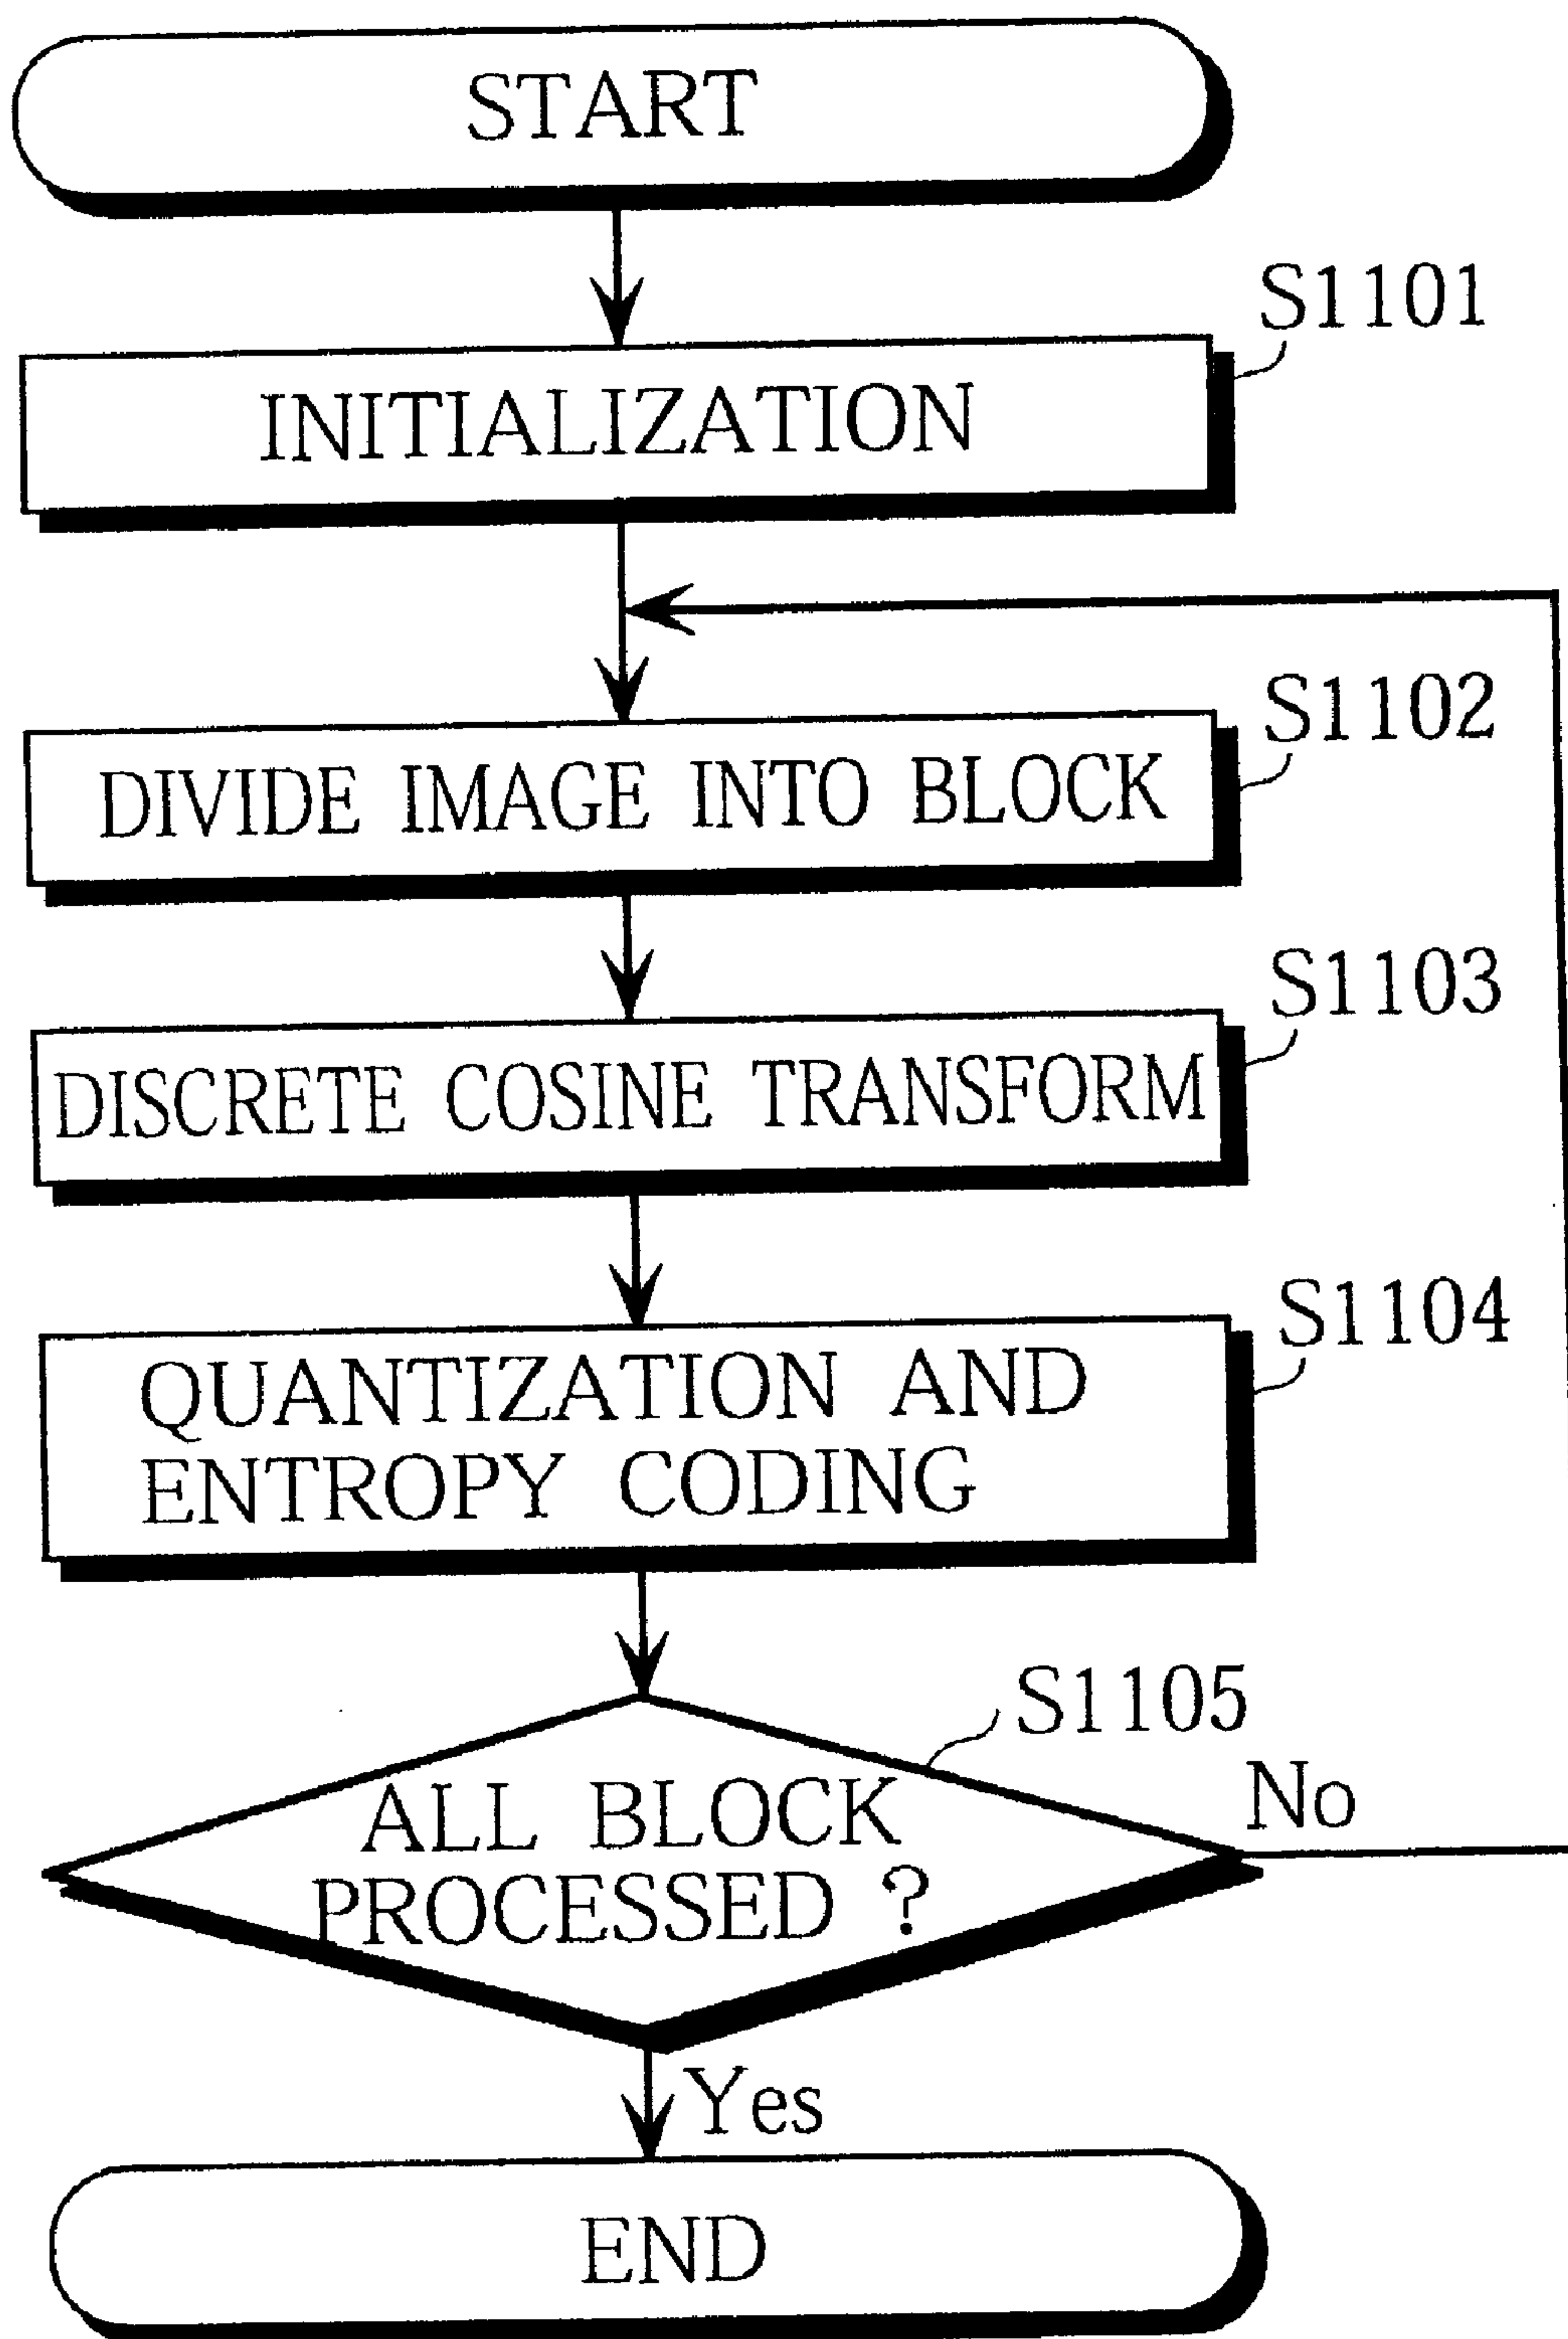 START
S1101
INITIALIZATION
S1102
DIVIDE IMAGE INTO BLOCK
S1103
DISCRETE COSINE TRANSFORM
S1104
QUANTIZATION AND
ENTROPY CODING
S1105
ALL BLOCK
PROCESSED ?
No
Yes
END